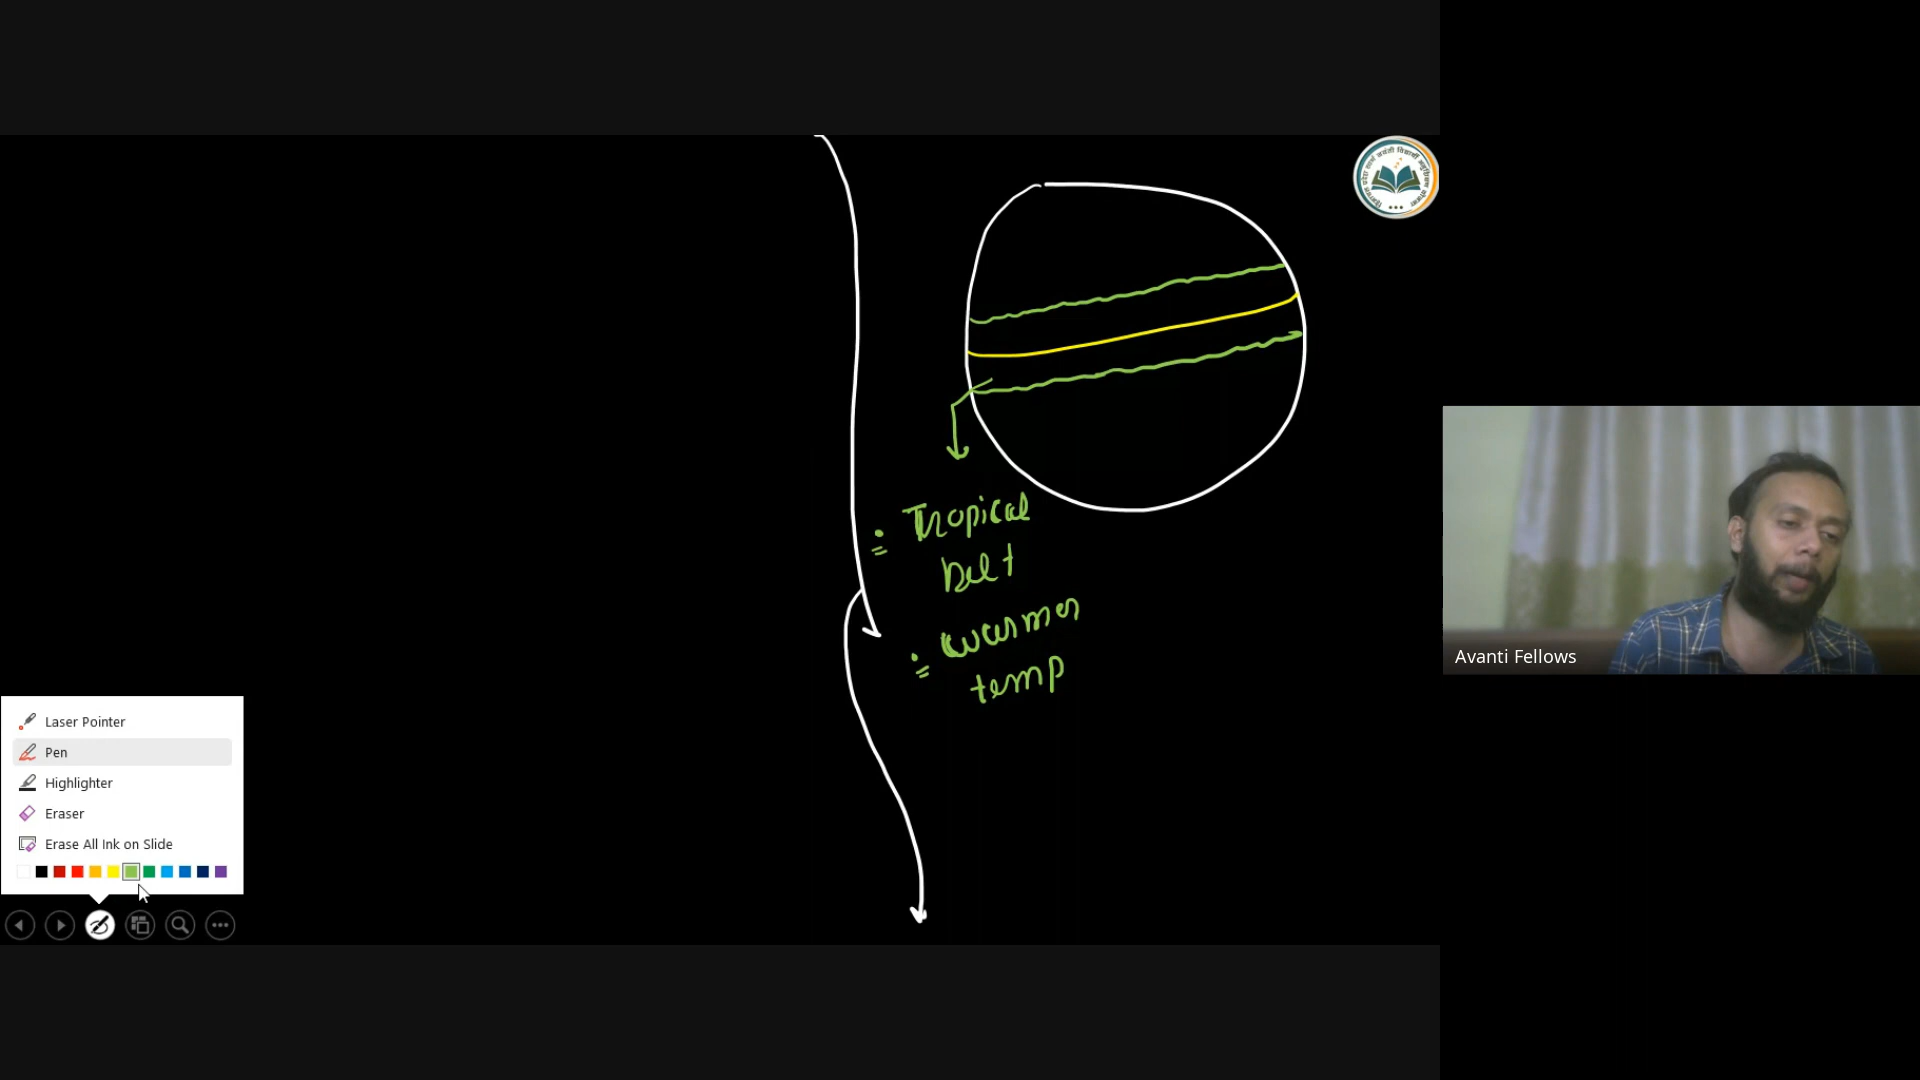 Tropical
belt
warmer
temp
Avanti Fellows
Laser Pointer
Pen
Highlighter
Eraser
Erase All Ink on Slide